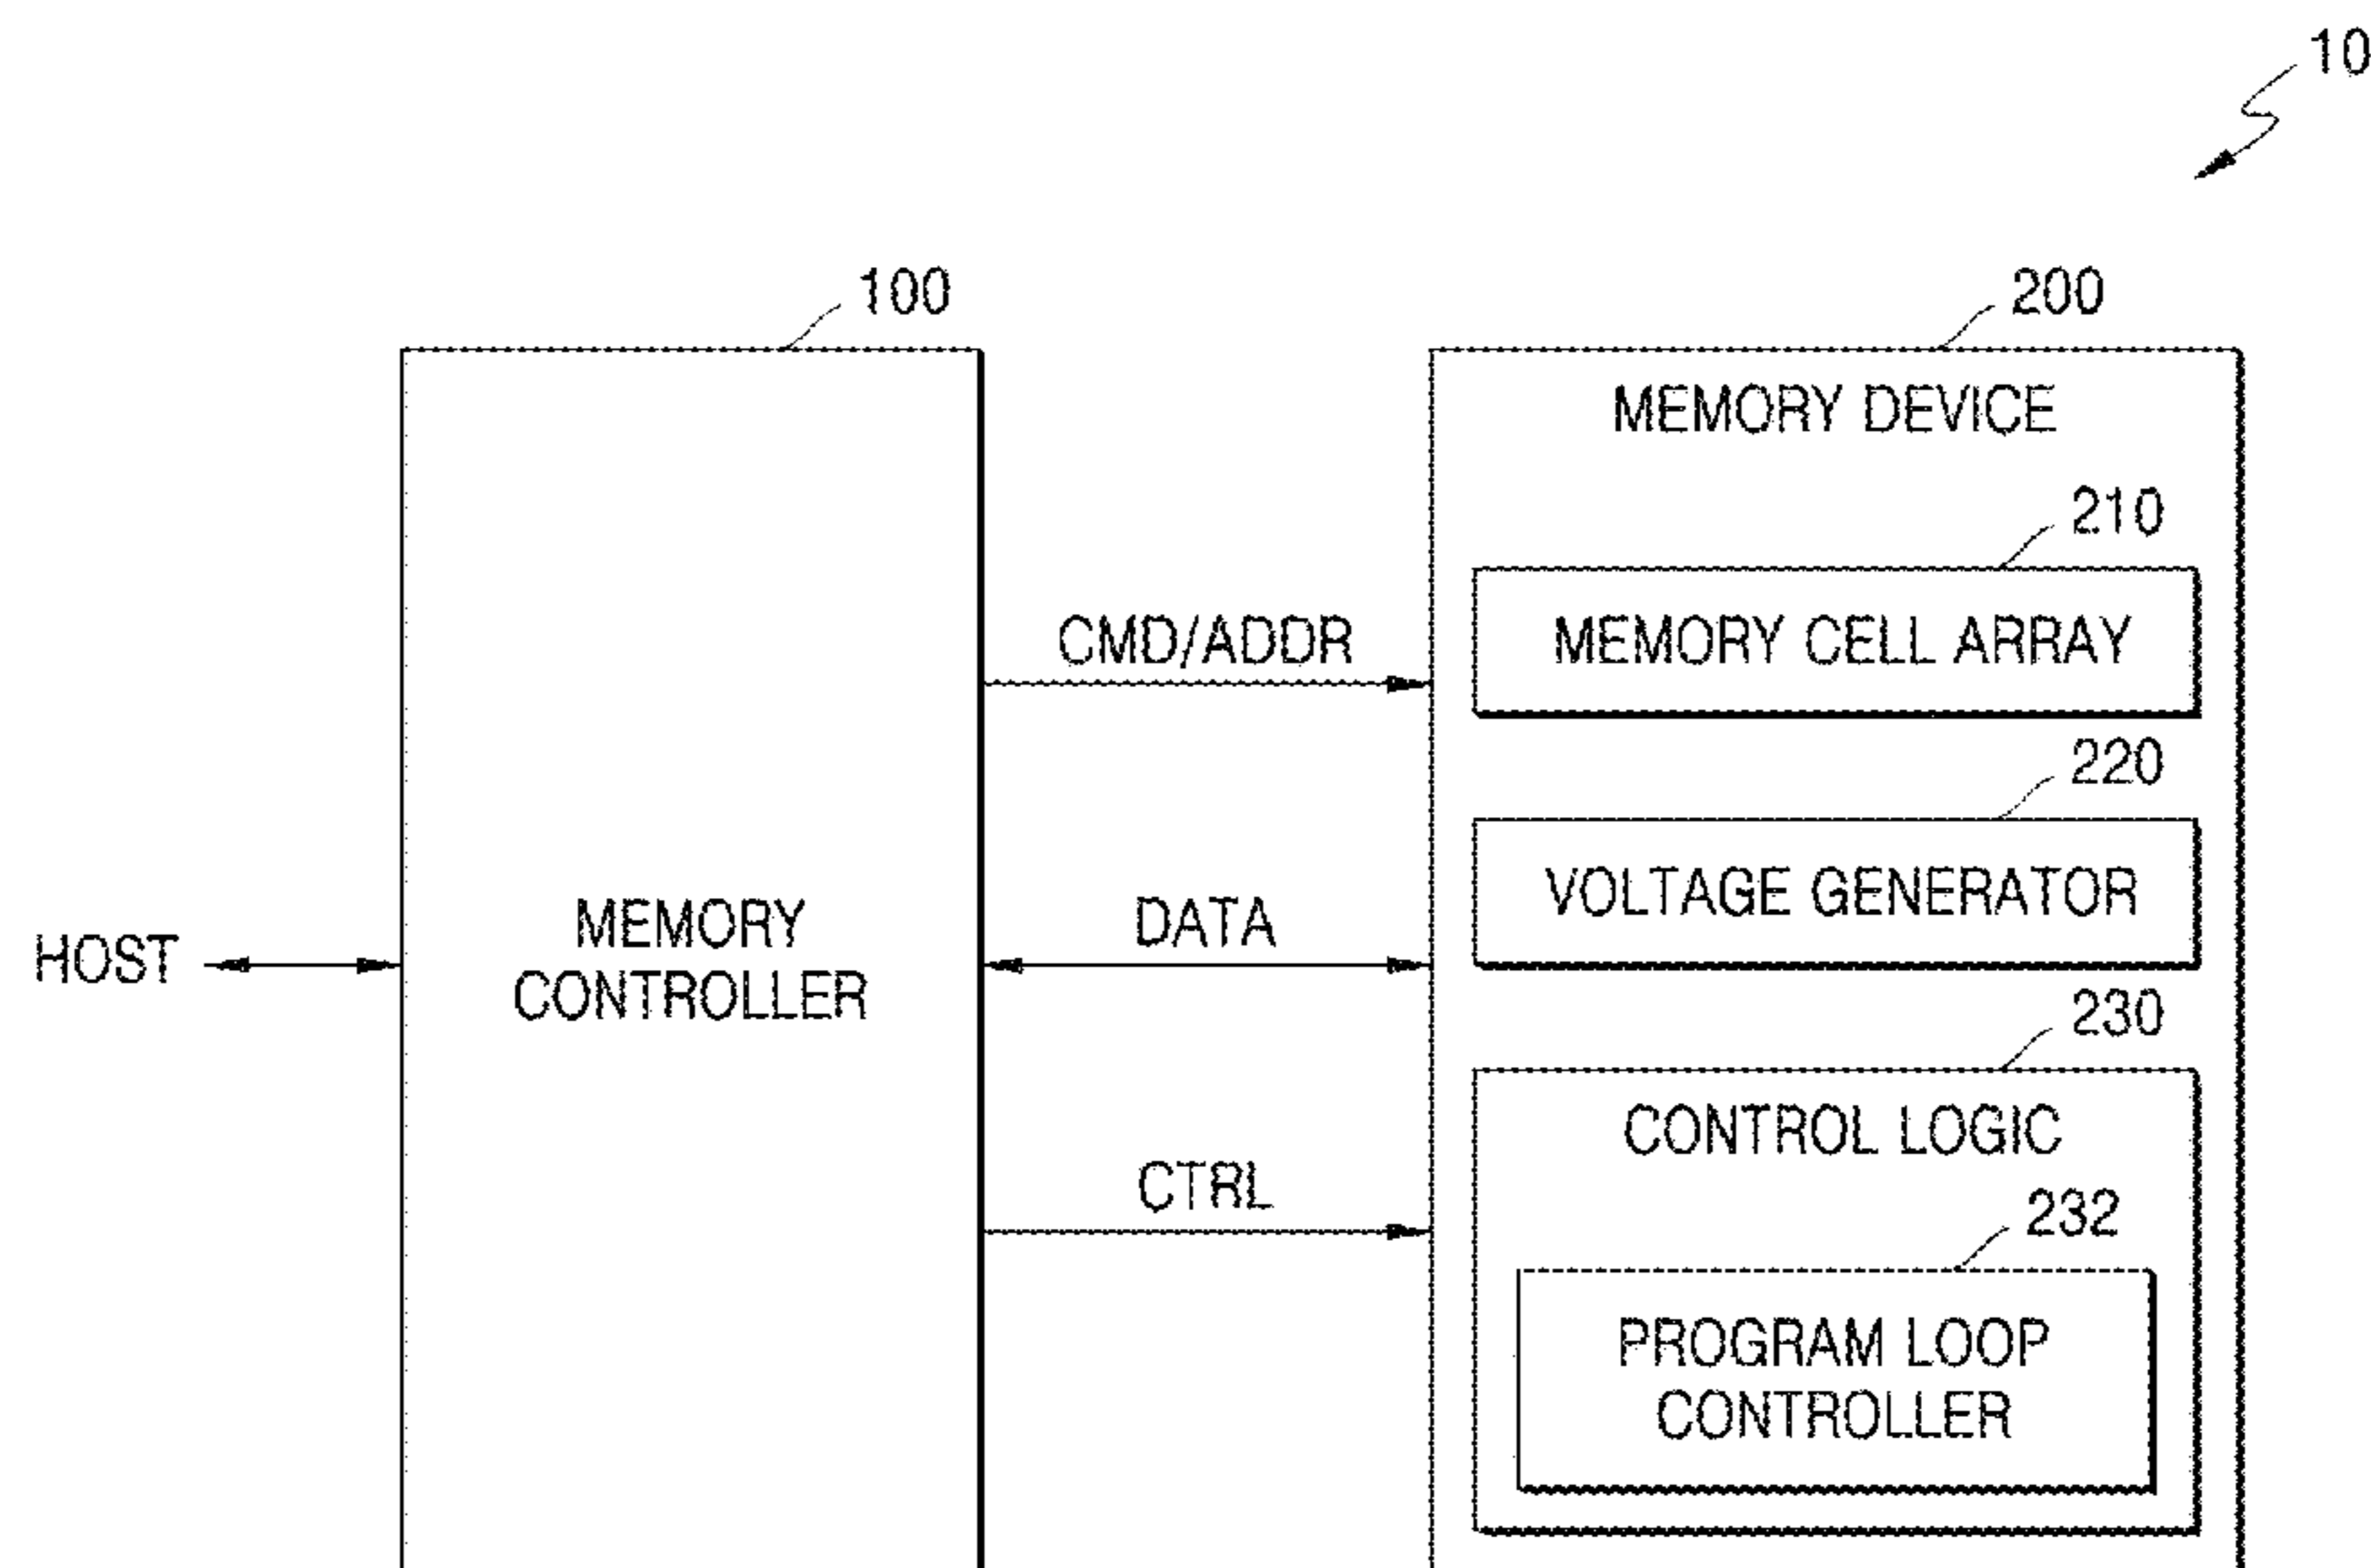 10
100
200
MEMORY DEVICE
210
CMD/ADDR
MEMORY CELL ARRAY
220
VOLTAGE GENERATOR
HOST
MEMORY
CONTROLLER
DATA
230
CONTROL LOGIC
CTRL
232
PROGRAM LOOP
CONTROLLER